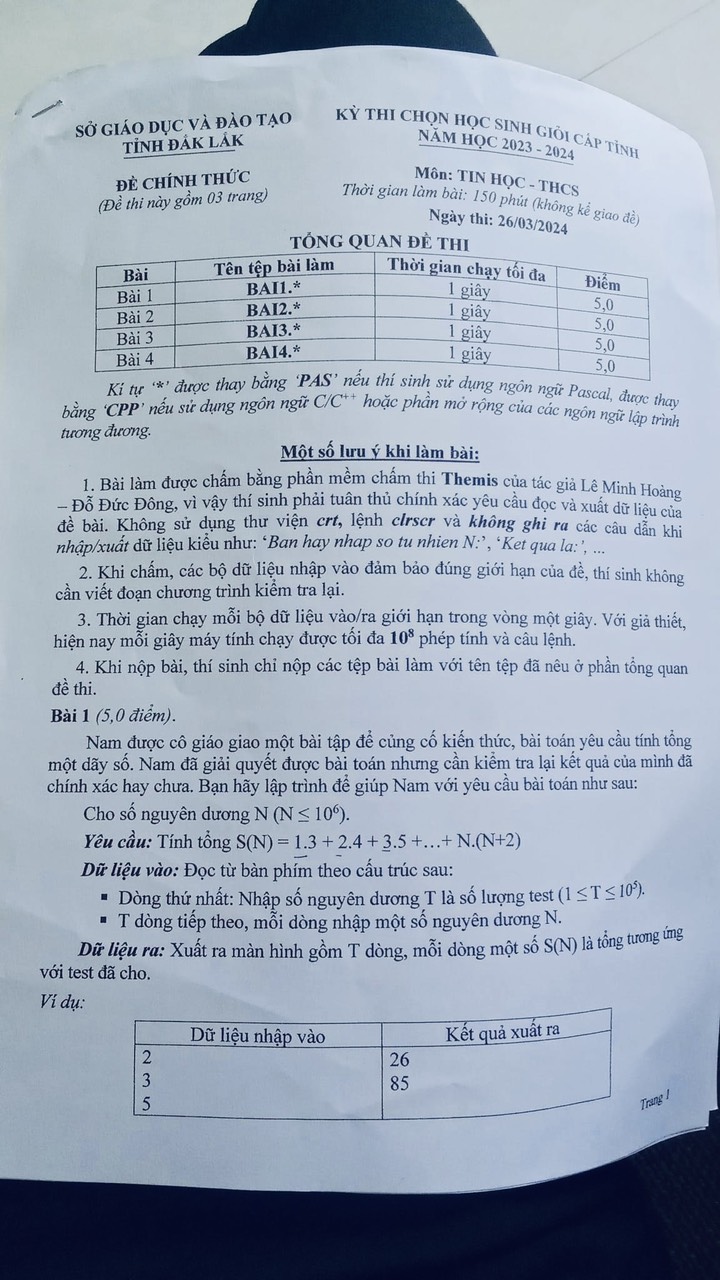 SỞ GIÁO DỤC VÀ ĐÀO TẠO
TỈNH ĐẮK LẮK
ĐỀ CHÍNH THỨC
(Đề thi này gồm 03 trang)
KỲ THI CHỌN HỌC SINH GIỎI CẤP TỈNH
NĂM HỌC 2023 - 2024
Môn: TIN HỌC - THCS
Thời gian làm bài: 150 phút (không kể giao đề)
Ngày thi: 26/03/2024
TỔNG QUAN ĐỀ THI
Bài Tên tệp bài làm Thời gian chạy tối đa Điểm
Bài 1 BAI1.* 1 giây 5,0
Bài 2 BAI2.* 1 giây 5,0
Bài 3 BAI3.* 1 giây 5,0
Bài 4 BAI4.* 1 giây 5,0
Kí tự ‘*’ được thay bằng ‘PAS’ nếu thí sinh sử dụng ngôn ngữ Pascal, được thay
bằng ‘CPP’ nếu sử dụng ngôn ngữ C/C++ hoặc phần mở rộng của các ngôn ngữ lập trình
tương đương.
Một số lưu ý khi làm bài:
1. Bài làm được chấm bằng phần mềm chấm thi Themis của tác giả Lê Minh Hoàng
– Đỗ Đức Đông, vì vậy thí sinh phải tuân thủ chính xác yêu cầu đọc và xuất dữ liệu của
đề bài. Không sử dụng thư viện crt, lệnh clrscr và không ghi ra các câu dẫn khi
nhập/xuất dữ liệu kiểu như: ‘Ban hay nhap so tu nhien N:’, ‘Ket qua la:’, ...
2. Khi chấm, các bộ dữ liệu nhập vào đảm bảo đúng giới hạn của đề, thí sinh không
cần viết đoạn chương trình kiểm tra lại.
3. Thời gian chạy mỗi bộ dữ liệu vào/ra giới hạn trong vòng một giây. Với giả thiết,
hiện nay mỗi giây máy tính chạy được tối đa 10⁸ phép tính và câu lệnh.
4. Khi nộp bài, thí sinh chỉ nộp các tệp bài làm với tên tệp đã nêu ở phần tổng quan
đề thi.
Bài 1 (5,0 điểm).
Nam được cô giáo giao một bài tập để củng cố kiến thức, bài toán yêu cầu tính tổng
một dãy số. Nam đã giải quyết được bài toán nhưng cần kiểm tra lại kết quả của mình đã
chính xác hay chưa. Bạn hãy lập trình để giúp Nam với yêu cầu bài toán như sau:
Cho số nguyên dương N (N ≤ 10⁶).
Yêu cầu: Tính tổng S(N) = 1.3 + 2.4 + 3.5 +…+ N.(N+2)
Dữ liệu vào: Đọc từ bàn phím theo cấu trúc sau:
▪ Dòng thứ nhất: Nhập số nguyên dương T là số lượng test (1 ≤ T ≤ 10⁵).
▪ T dòng tiếp theo, mỗi dòng nhập một số nguyên dương N.
Dữ liệu ra: Xuất ra màn hình gồm T dòng, mỗi dòng một số S(N) là tổng tương ứng
với test đã cho.
Ví dụ:
Dữ liệu nhập vào Kết quả xuất ra
2 26
3 85
5
Trang 1